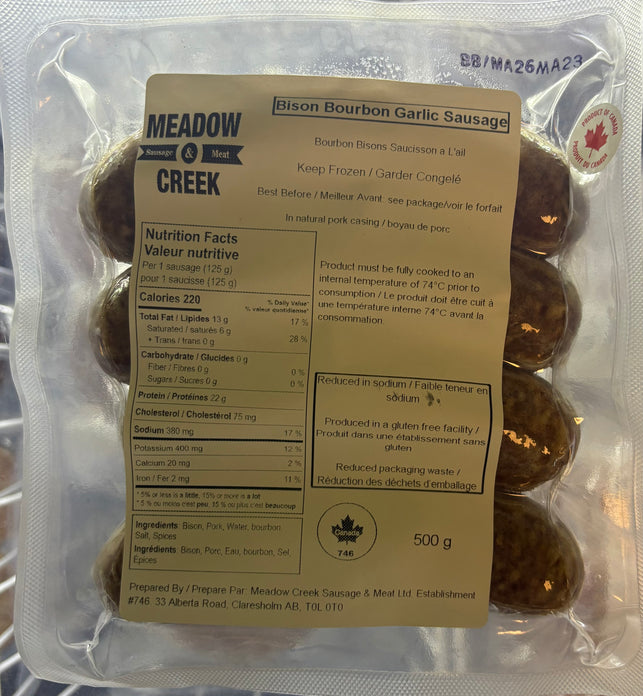 BB/MA26MA23
PRODUCT OF CANADA
PRODUIT DU CANADA
MEADOW
Sausage & Meat
CREEK
Bison Bourbon Garlic Sausage
Bourbon Bisons Saucisson a L'ail
Keep Frozen / Garder Congelé
Best Before / Meilleur Avant: see package/voir le forfait
In natural pork casing / boyau de porc
Nutrition Facts
Valeur nutritive
Per 1 sausage (125 g)
pour 1 saucisse (125 g)
Calories 220
% Daily Value*
% valeur quotidienne*
Total Fat / Lipides 13 g 17 %
Saturated / saturés 6 g
+ Trans / trans 0 g 28 %
Carbohydrate / Glucides 0 g
Fiber / Fibres 0 g 0 %
Sugars / Sucres 0 g 0 %
Protein / Protéines 22 g
Cholesterol / Cholestérol 75 mg
Sodium 380 mg 17 %
Potassium 400 mg 12 %
Calcium 20 mg 2 %
Iron / Fer 2 mg 11 %
* 5% or less is a little, 15% or more is a lot
* 5 % ou moins c'est peu, 15 % ou plus c'est beaucoup
Ingredients: Bison, Pork, Water, bourbon
Salt, Spices
Ingrédients: Bison, Porc, Eau, bourbon, Sel,
Épices
Product must be fully cooked to an
internal temperature of 74°C prior to
consumption / Le produit doit être cuit à
une température interne 74°C avant la
consommation
Reduced in sodium / Faible teneur en
sodium
Produced in a gluten free facility /
Produit dans une établissement sans
gluten
Reduced packaging waste /
Réduction des déchets d'emballage
Canada
746
500 g
Prepared By / Prepare Par: Meadow Creek Sausage & Meat Ltd. Establishment
#746. 33 Alberta Road, Claresholm AB, T0L 0T0